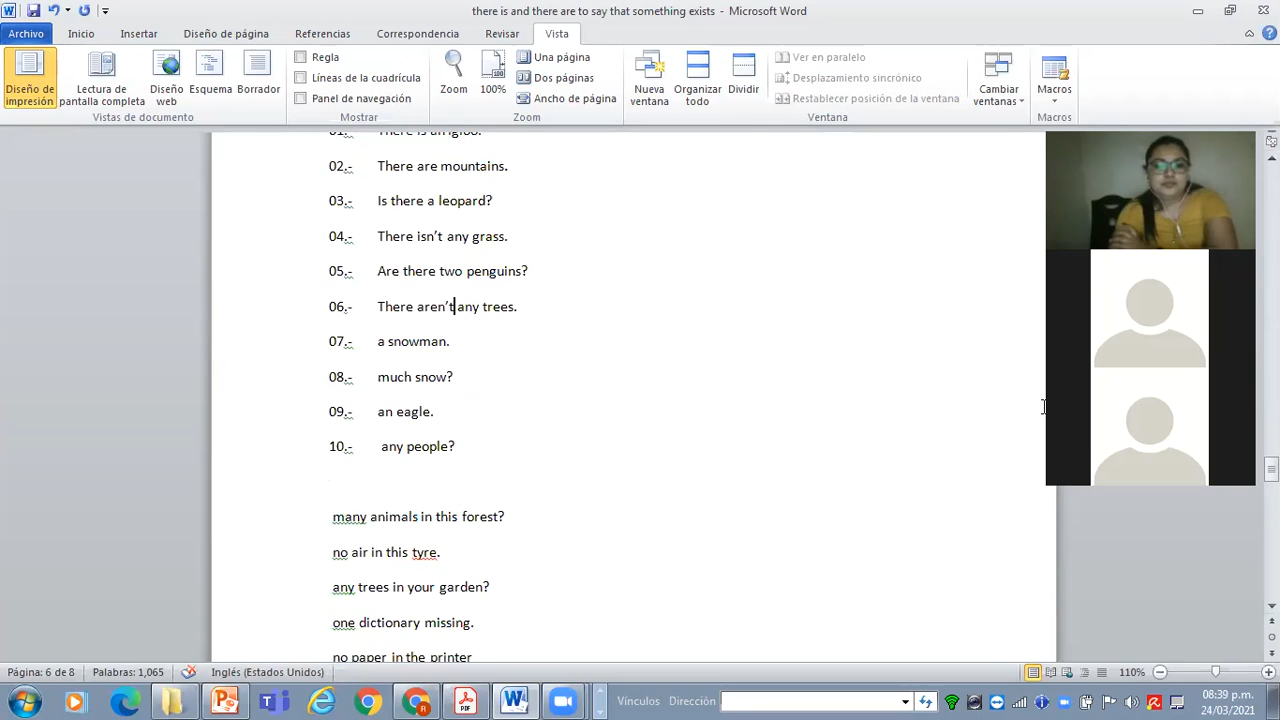 there is and there are to say that something exists - Microsoft Word
Archivo Inicio Insertar Diseño de página Referencias Correspondencia Revisar Vista
Diseño de impresión
Lectura de pantalla completa
Diseño web
Esquema
Borrador
Vistas de documento
Regla
Líneas de la cuadrícula
Panel de navegación
Mostrar
Zoom
100%
Una página
Dos páginas
Ancho de página
Zoom
Nueva ventana
Organizar todo
Dividir
Ver en paralelo
Desplazamiento sincrónico
Restablecer posición de la ventana
Ventana
Cambiar ventanas
Macros
Macros
01.- There is an igloo.
02.- There are mountains.
03.- Is there a leopard?
04.- There isn't any grass.
05.- Are there two penguins?
06.- There aren't any trees.
07.- a snowman.
08.- much snow?
09.- an eagle.
10.- any people?
many animals in this forest?
no air in this tyre.
any trees in your garden?
one dictionary missing.
no paper in the printer
Página: 6 de 8 Palabras: 1,065 Inglés (Estados Unidos) 110%
Vínculos Dirección
08:39 p.m.
24/03/2021